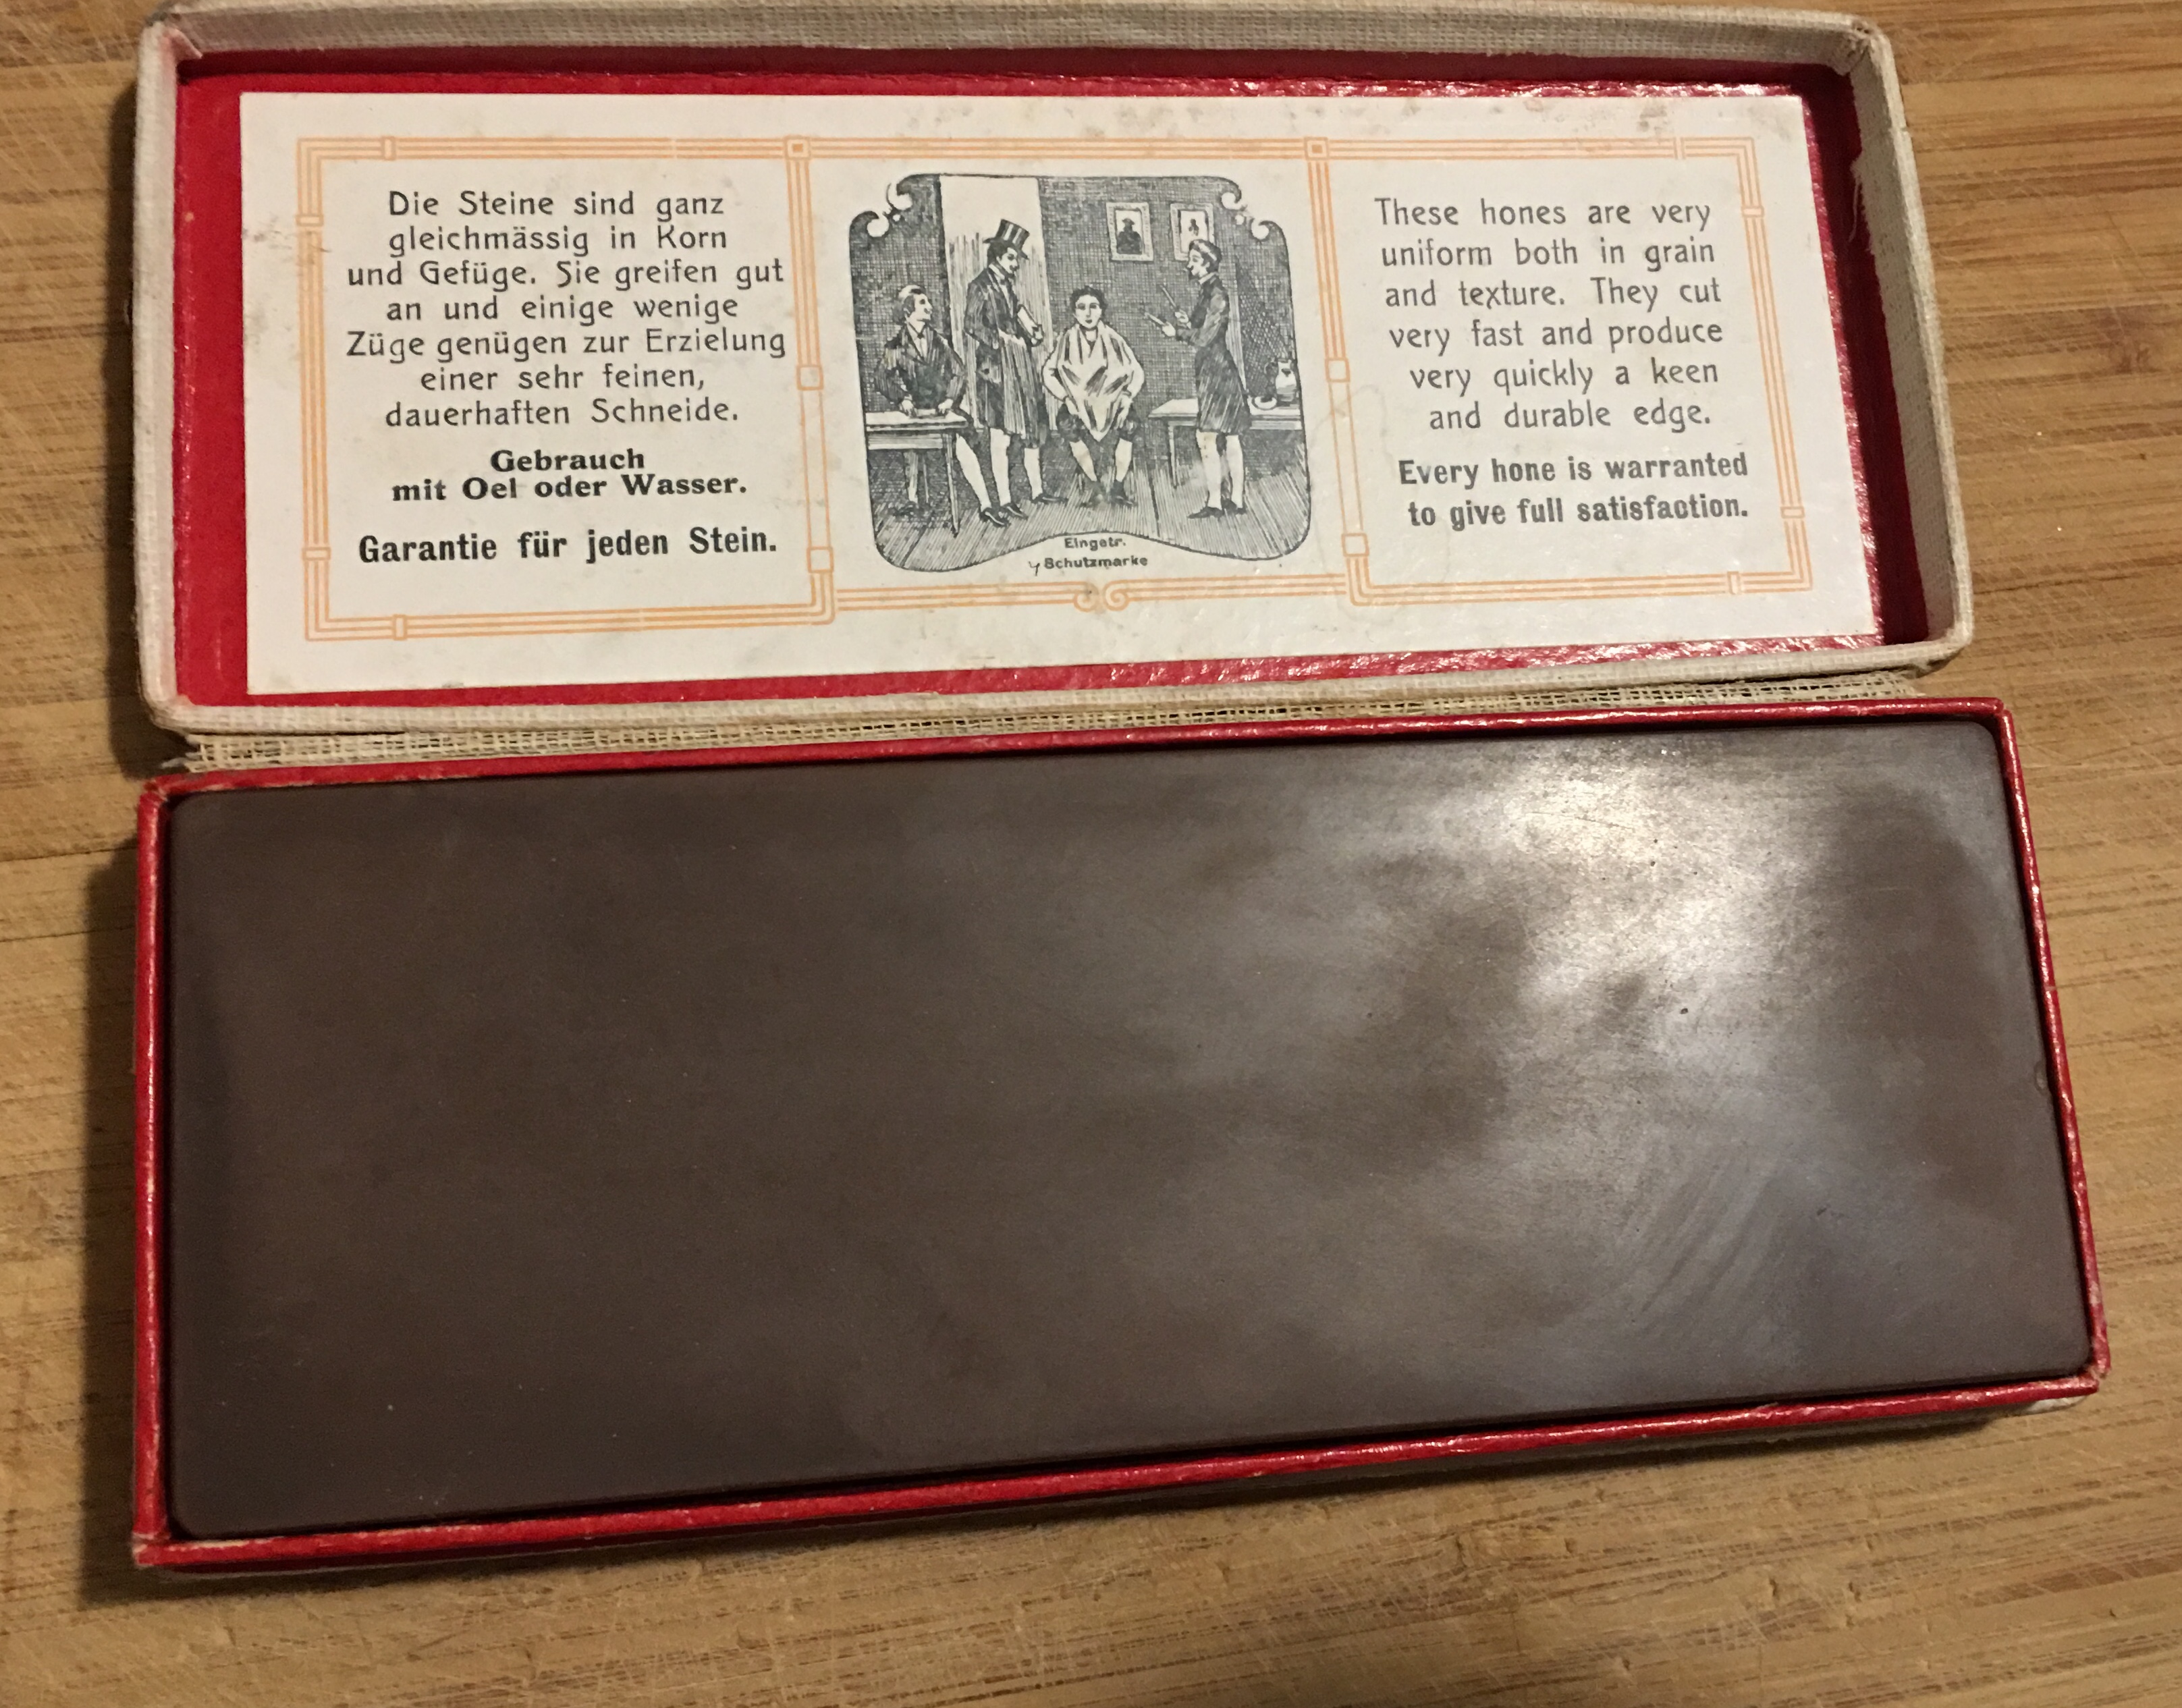 Die Steine sind ganz
gleichmässig in Korn
und Gefüge. Sie greifen gut
an und einige wenige
Züge genügen zur Erzielung
einer sehr feinen,
dauerhaften Schneide.
Gebrauch
mit Oel oder Wasser.
Garantie für jeden Stein.
Eingetr.
Schutzmarke
These hones are very
uniform both in grain
and texture. They cut
very fast and produce
very quickly a keen
and durable edge.
Every hone is warranted
to give full satisfaction.